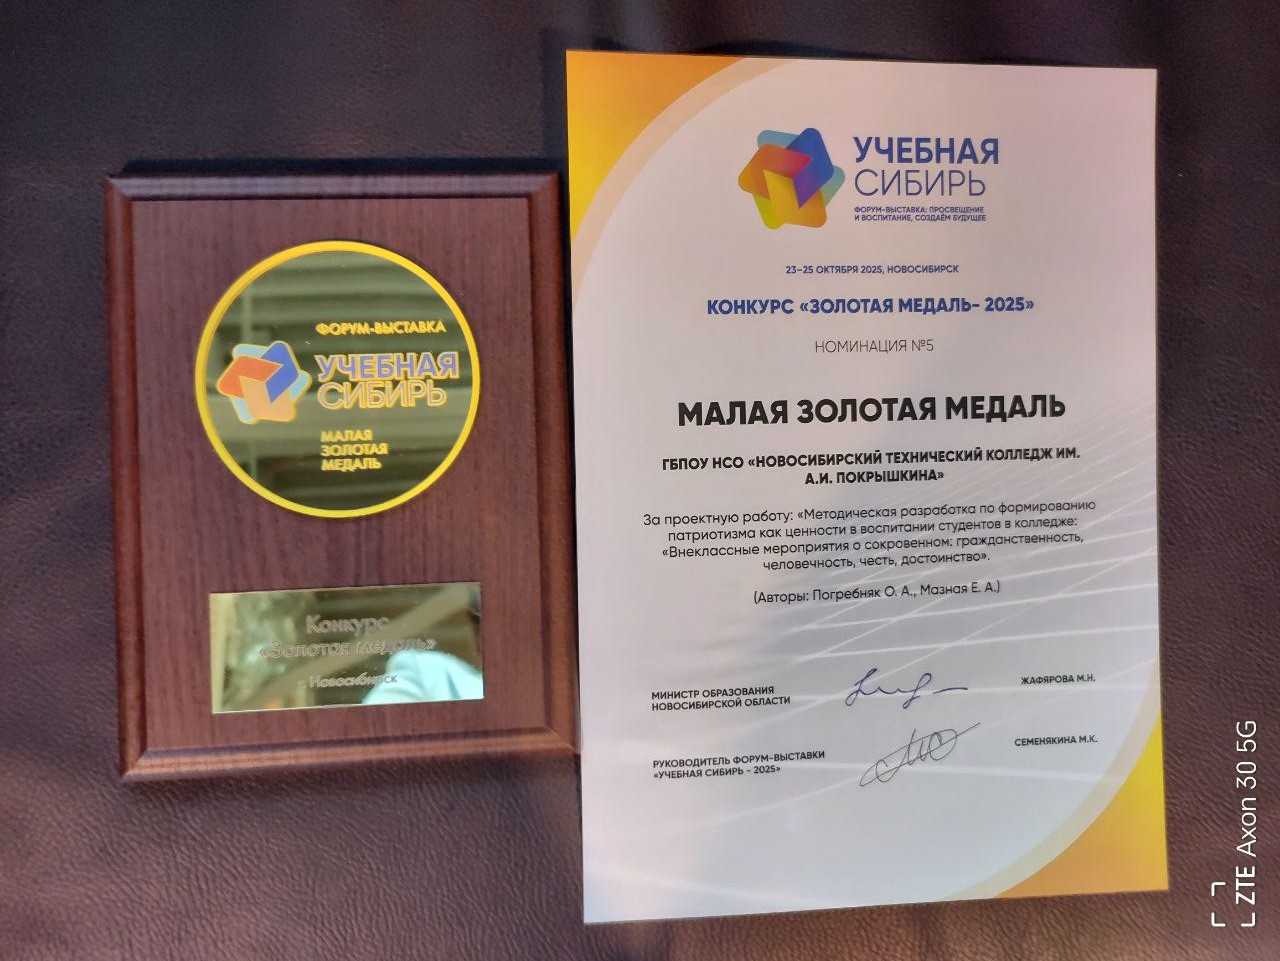 ФОРУМ-ВЫСТАВКА
УЧЕБНАЯ
СИБИРЬ
МАЛАЯ
ЗОЛОТАЯ
МЕДАЛЬ
Конкурс
«Золотая медаль»
г. Новосибирск
УЧЕБНАЯ
СИБИРЬ
ФОРУМ-ВЫСТАВКА: ПРОСВЕЩЕНИЕ
И ВОСПИТАНИЕ, СОЗДАЁМ БУДУЩЕЕ
23–25 ОКТЯБРЯ 2025, НОВОСИБИРСК
КОНКУРС «ЗОЛОТАЯ МЕДАЛЬ- 2025»
НОМИНАЦИЯ №5
МАЛАЯ ЗОЛОТАЯ МЕДАЛЬ
ГБПОУ НСО «НОВОСИБИРСКИЙ ТЕХНИЧЕСКИЙ КОЛЛЕДЖ ИМ.
А.И. ПОКРЫШКИНА»
За проектную работу: «Методическая разработка по формированию
патриотизма как ценности в воспитании студентов в колледже:
«Внеклассные мероприятия о сокровенном: гражданственность,
человечность, честь, достоинство».
(Авторы: Погребняк О. А., Мазная Е. А.)
МИНИСТР ОБРАЗОВАНИЯ
НОВОСИБИРСКОЙ ОБЛАСТИ
ЖАФЯРОВА М.Н.
РУКОВОДИТЕЛЬ ФОРУМ-ВЫСТАВКИ
«УЧЕБНАЯ СИБИРЬ - 2025»
СЕМЕНЯКИНА М.К.
ZTE Axon 30 5G